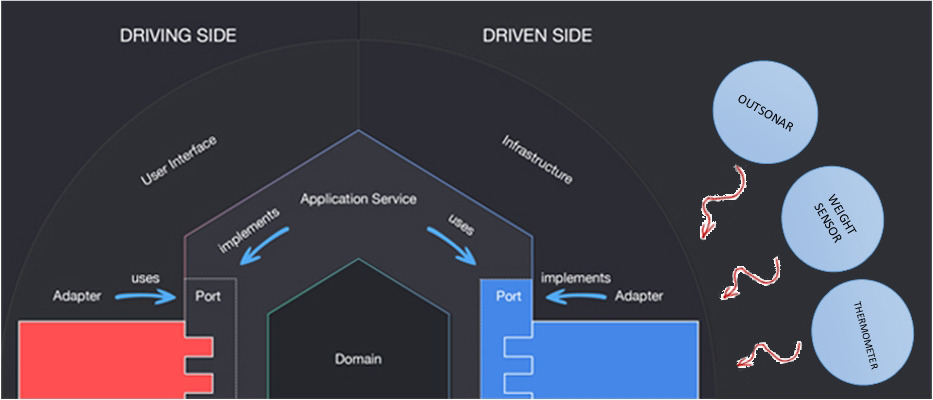 DRIVING SIDE
DRIVEN SIDE
OUTSONAR
User Interface
Infrastructure
Application Service
WEIGHT
SENSOR
implements
uses
uses
implements
Adapter
Port
Port
Adapter
THERMOMETER
Domain